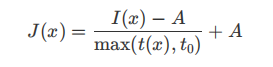 J(x) = (I(x) − A) / max(t(x), t₀) + A